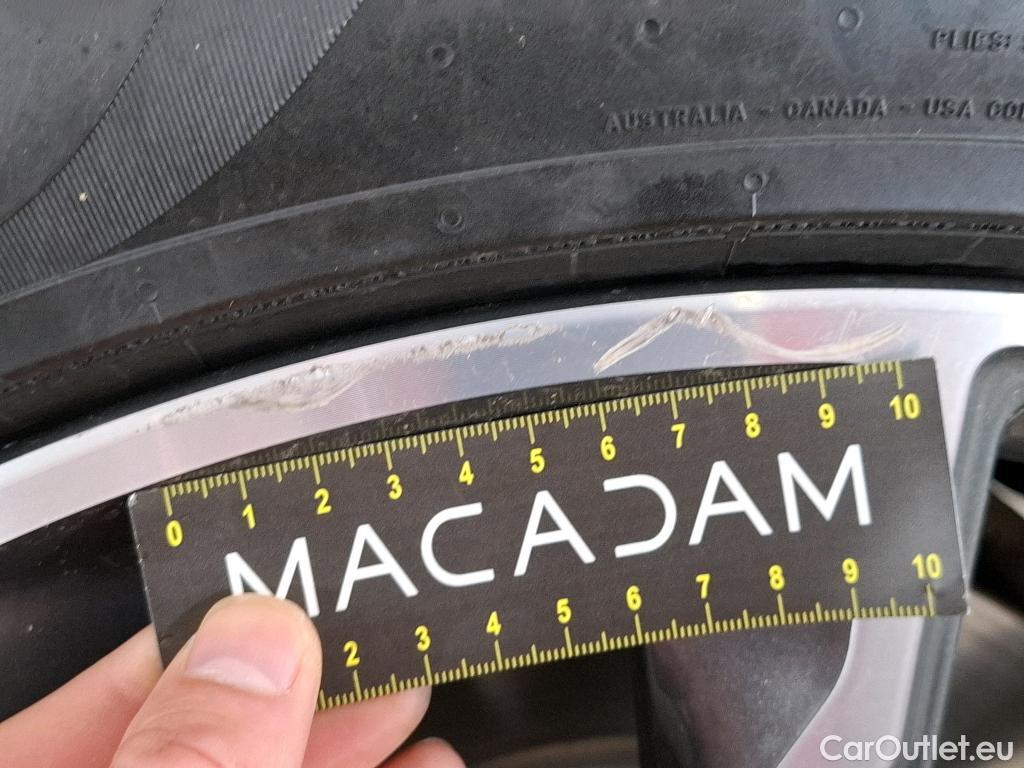 PLIES:
AUSTRALIA - CANADA - USA
0 1 2 3 4 5 6 7 8 9 10
MACADAM
2 3 4 5 6 7 8 9 10
CarOutlet.eu